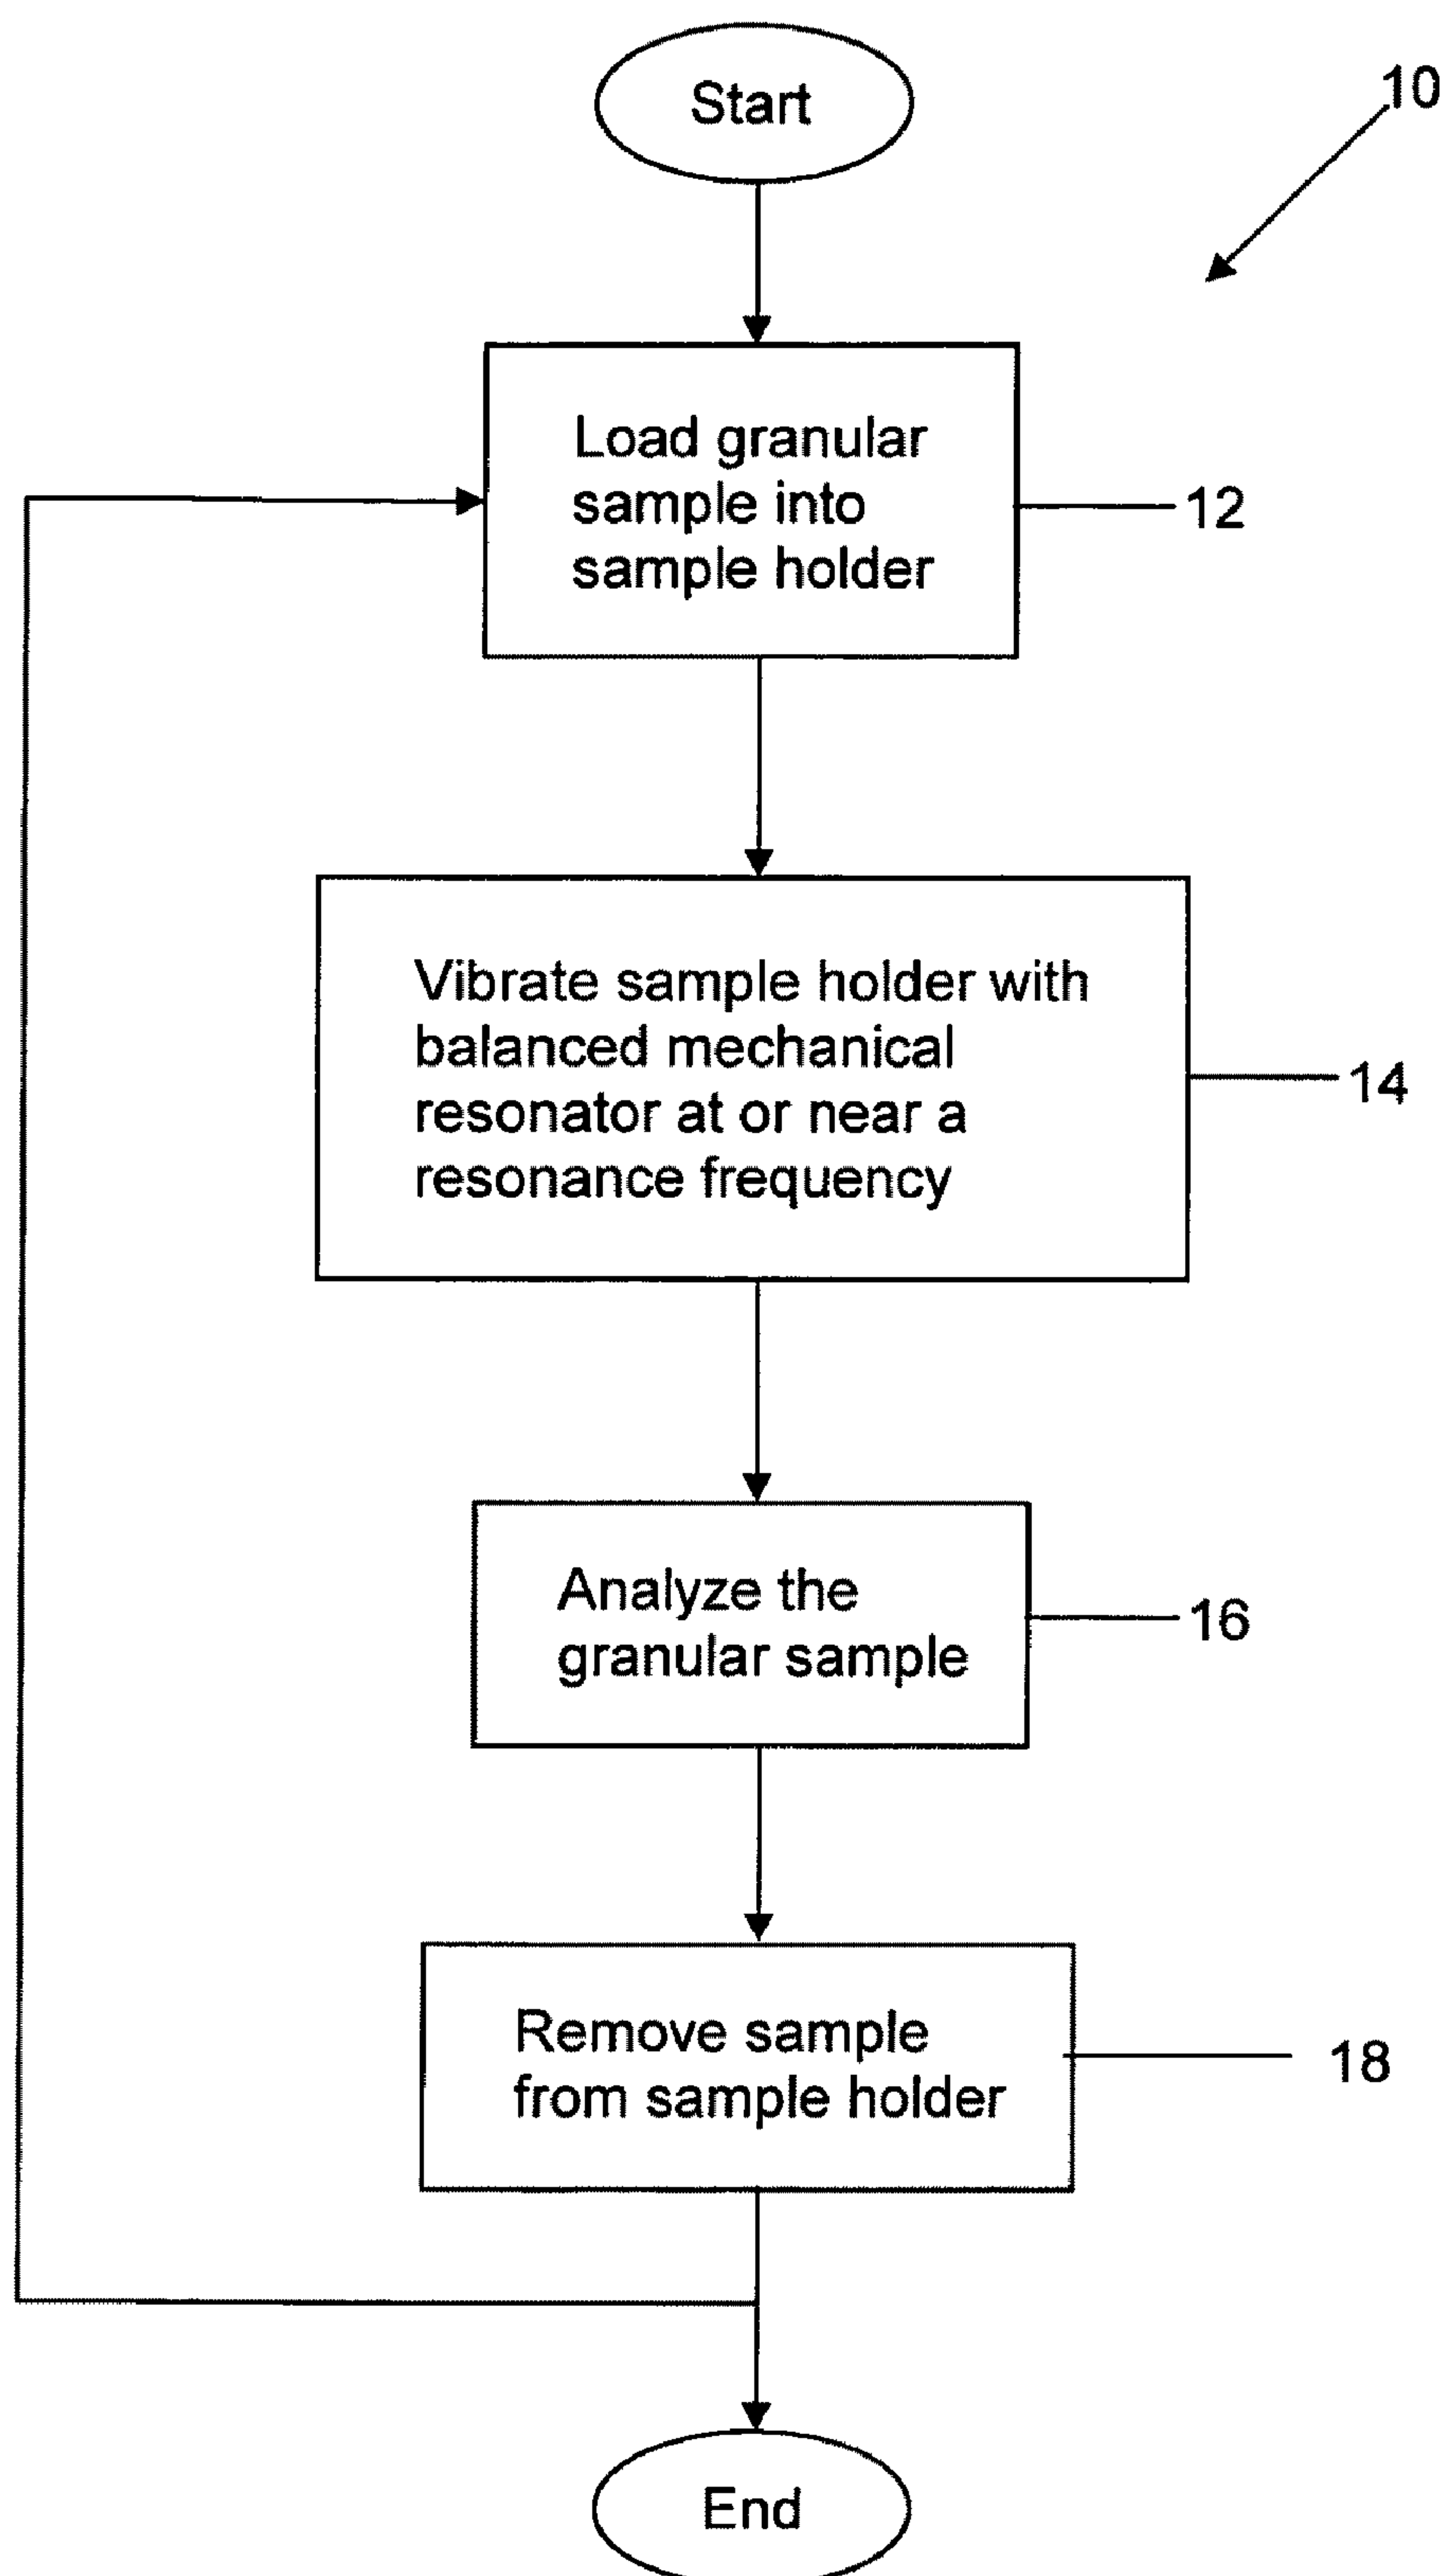 Start
10
Load granular
sample into
sample holder
12
Vibrate sample holder with
balanced mechanical
resonator at or near a
resonance frequency
14
Analyze the
granular sample
16
Remove sample
from sample holder
18
End